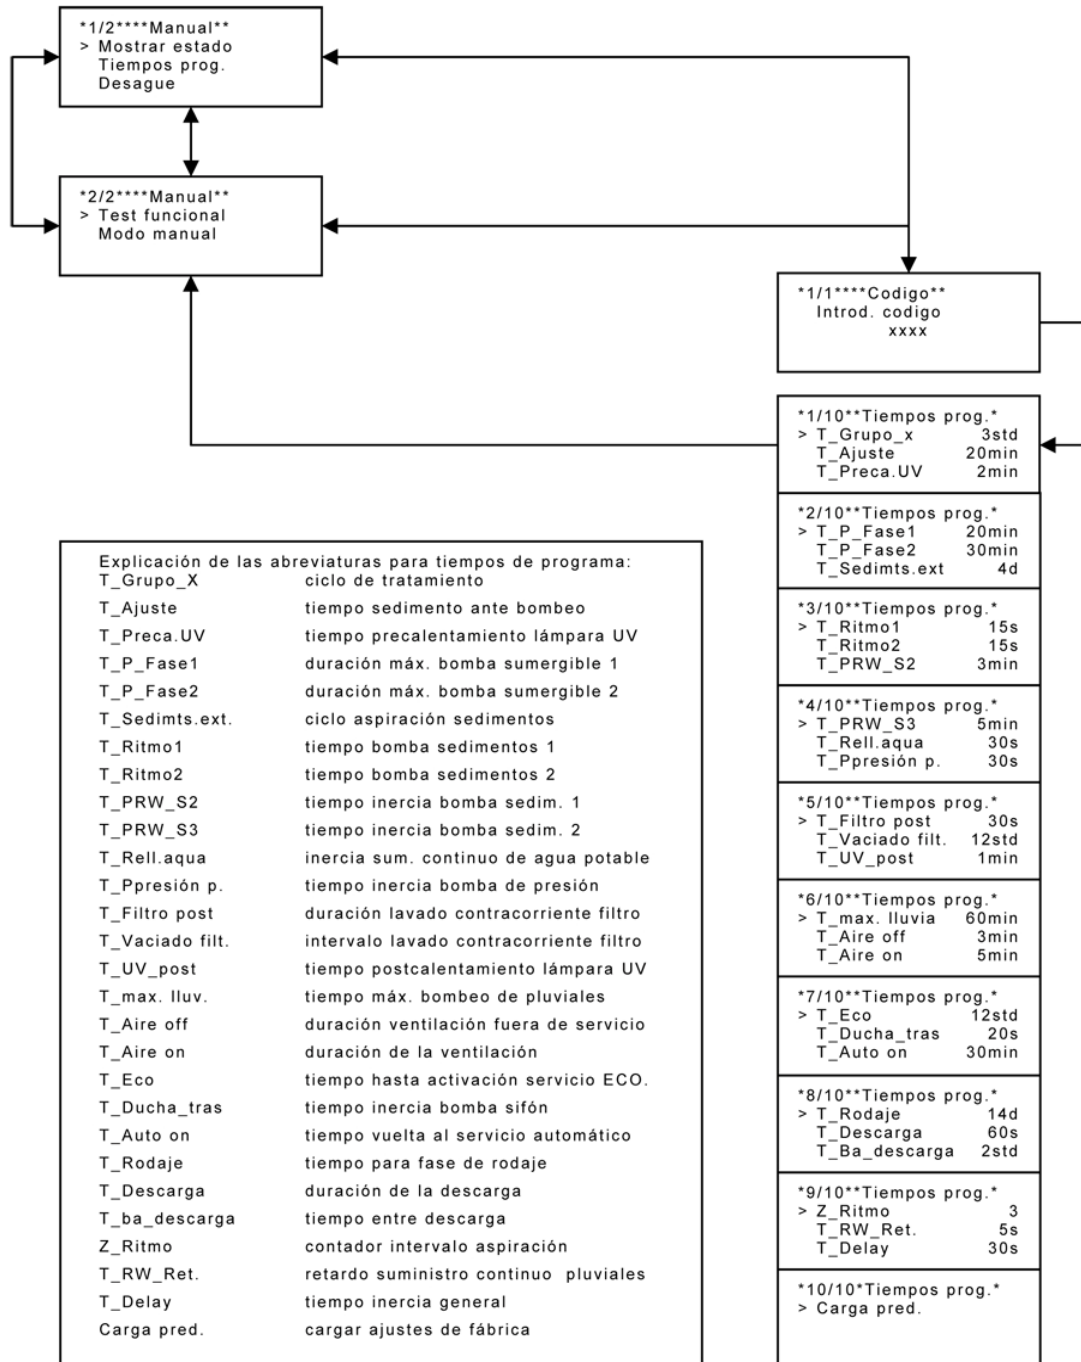 *1/2****Manual**
> Mostrar estado
Tiempos prog.
Desague
*2/2****Manual**
> Test funcional
Modo manual
*1/1****Codigo**
Introd. codigo
xxxx
*1/10**Tiempos prog.*
> T_Grupo_x 3std
T_Ajuste 20min
T_Preca.UV 2min
*2/10**Tiempos prog.*
> T_P_Fase1 20min
T_P_Fase2 30min
T_Sedimts.ext 4d
*3/10**Tiempos prog.*
> T_Ritmo1 15s
T_Ritmo2 15s
T_PRW_S2 3min
*4/10**Tiempos prog.*
> T_PRW_S3 5min
T_Rell.aqua 30s
T_Ppresión p. 30s
*5/10**Tiempos prog.*
> T_Filtro post 30s
T_Vaciado filt. 12std
T_UV_post 1min
*6/10**Tiempos prog.*
> T_max. lluvia 60min
T_Aire off 3min
T_Aire on 5min
*7/10**Tiempos prog.*
> T_Eco 12std
T_Ducha_tras 20s
T_Auto on 30min
*8/10**Tiempos prog.*
> T_Rodaje 14d
T_Descarga 60s
T_Ba_descarga 2std
*9/10**Tiempos prog.*
> Z_Ritmo 3
T_RW_Ret. 5s
T_Delay 30s
*10/10*Tiempos prog.*
> Carga pred.
Explicación de las abreviaturas para tiempos de programa:
T_Grupo_X ciclo de tratamiento
T_Ajuste tiempo sedimento ante bombeo
T_Preca.UV tiempo precalentamiento lámpara UV
T_P_Fase1 duración máx. bomba sumergible 1
T_P_Fase2 duración máx. bomba sumergible 2
T_Sedimts.ext. ciclo aspiración sedimentos
T_Ritmo1 tiempo bomba sedimentos 1
T_Ritmo2 tiempo bomba sedimentos 2
T_PRW_S2 tiempo inercia bomba sedim. 1
T_PRW_S3 tiempo inercia bomba sedim. 2
T_Rell.aqua inercia sum. continuo de agua potable
T_Ppresión p. tiempo inercia bomba de presión
T_Filtro post duración lavado contracorriente filtro
T_Vaciado filt. intervalo lavado contracorriente filtro
T_UV_post tiempo postcalentamiento lámpara UV
T_max. lluv. tiempo máx. bombeo de pluviales
T_Aire off duración ventilación fuera de servicio
T_Aire on duración de la ventilación
T_Eco tiempo hasta activación servicio ECO.
T_Ducha_tras tiempo inercia bomba sifón
T_Auto on tiempo vuelta al servicio automático
T_Rodaje tiempo para fase de rodaje
T_Descarga duración de la descarga
T_ba_descarga tiempo entre descarga
Z_Ritmo contador intervalo aspiración
T_RW_Ret. retardo suministro continuo pluviales
T_Delay tiempo inercia general
Carga pred. cargar ajustes de fábrica